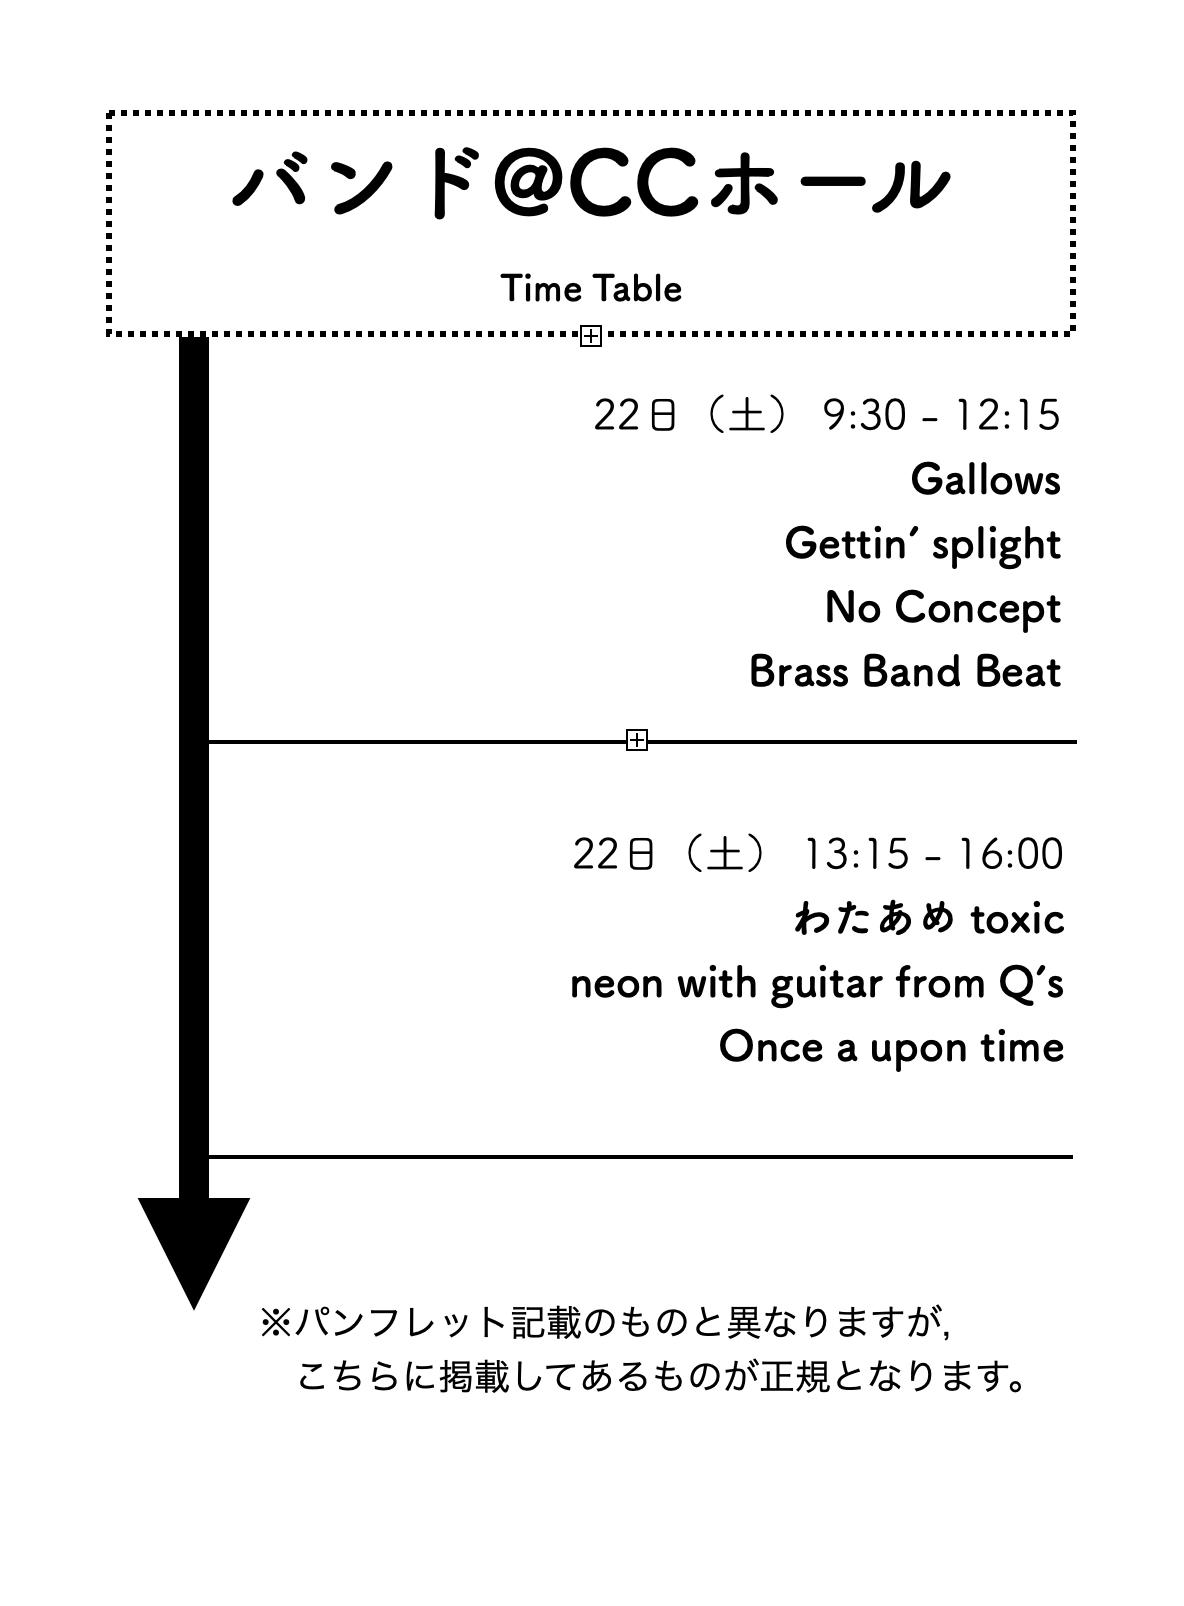 バンド@CCホール
Time Table
22日（土） 9:30 – 12:15
Gallows
Gettin’ splight
No Concept
Brass Band Beat
22日（土） 13:15 – 16:00
わたあめ toxic
neon with guitar from Q’s
Once a upon time
※パンフレット記載のものと異なりますが,
こちらに掲載してあるものが正規となります。